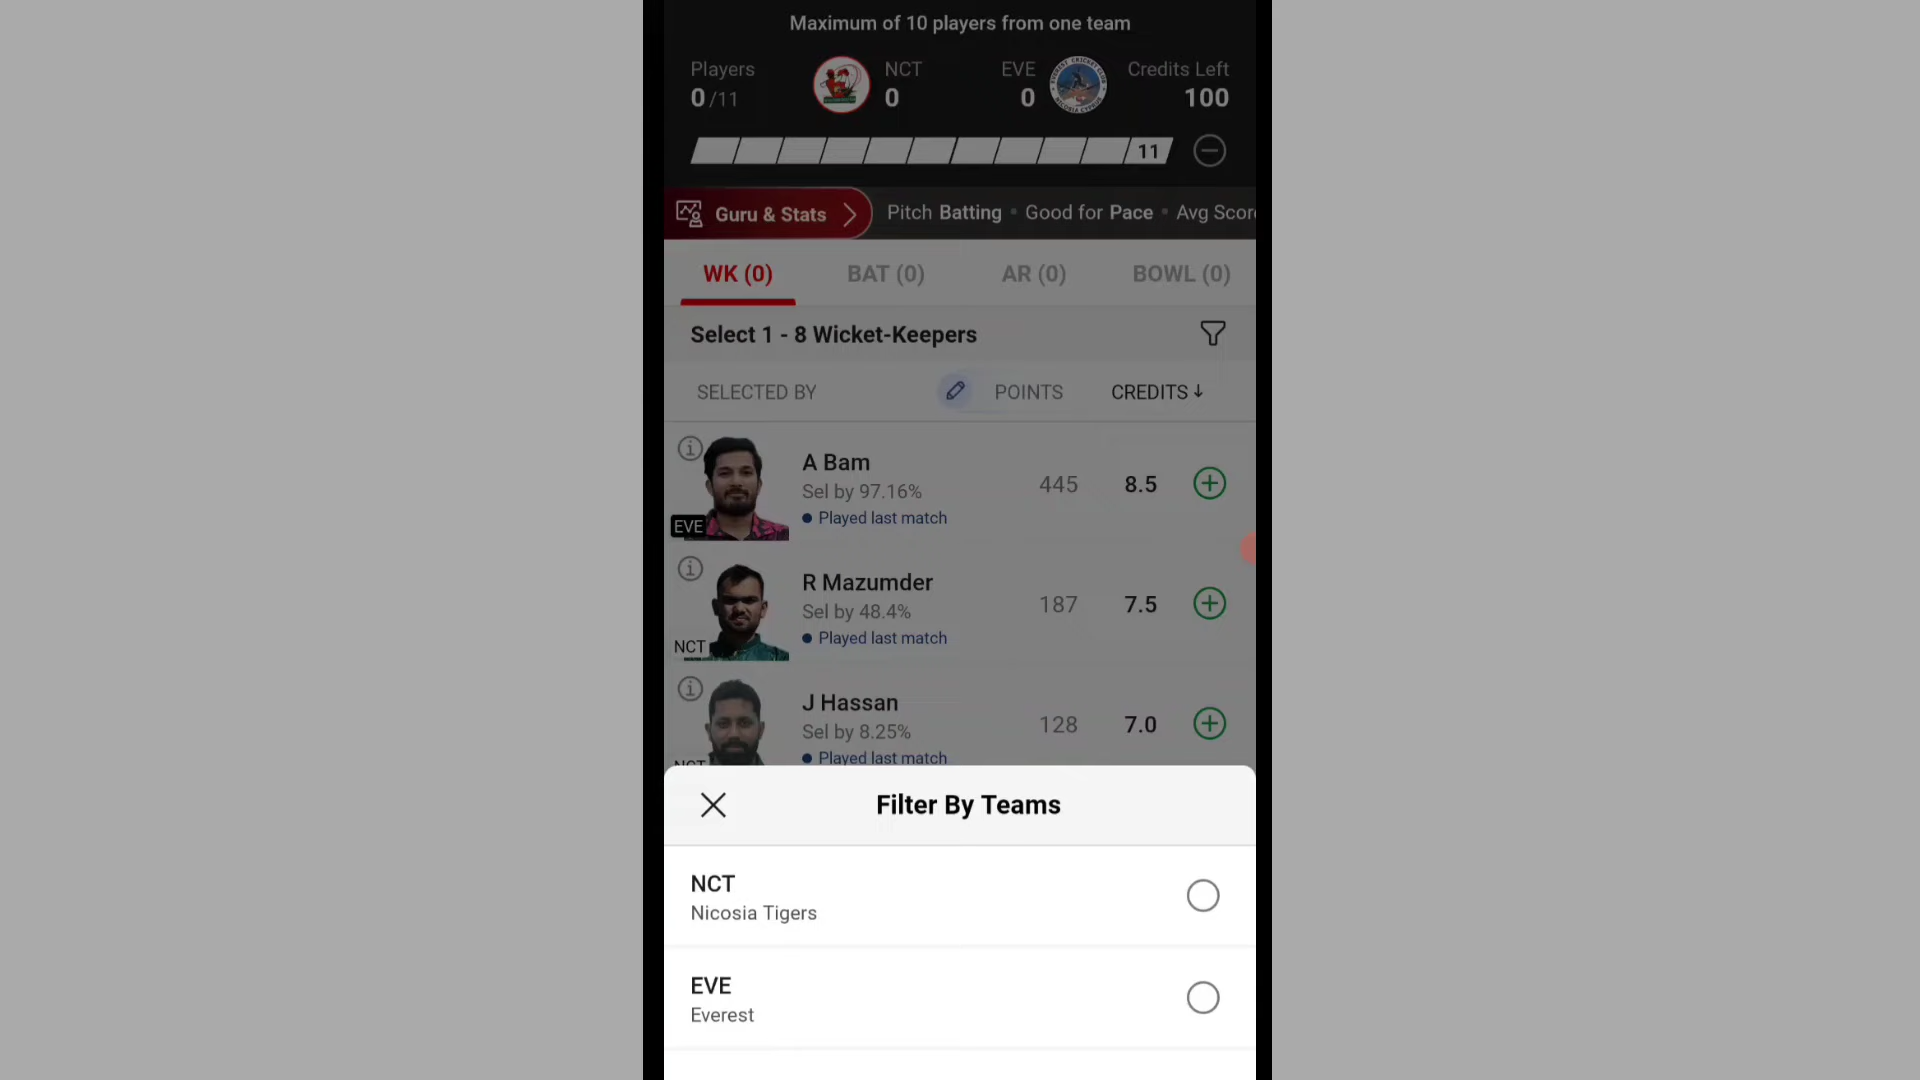 Maximum of 10 players from one team
Players
0/11
NCT
0
EVE
0
Credits Left
100
11
Guru & Stats
Pitch Batting • Good for Pace • Avg Scor
WK (0)
BAT (0)
AR (0)
BOWL (0)
Select 1 - 8 Wicket-Keepers
SELECTED BY
POINTS
CREDITS↓
A Bam
Sel by 97.16%
Played last match
EVE
445
8.5
R Mazumder
Sel by 48.4%
Played last match
NCT
187
7.5
J Hassan
Sel by 8.25%
Played last match
NCT
128
7.0
Filter By Teams
NCT
Nicosia Tigers
EVE
Everest